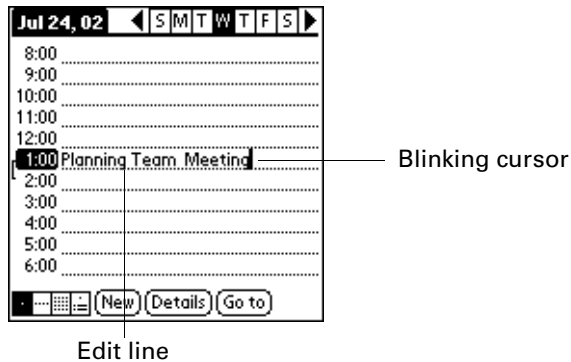 Jul 24, 02 S M T W T F S
8:00
9:00
10:00
11:00
12:00
1:00 Planning Team Meeting
Blinking cursor
2:00
3:00
4:00
5:00
6:00
New Details Go to
Edit line